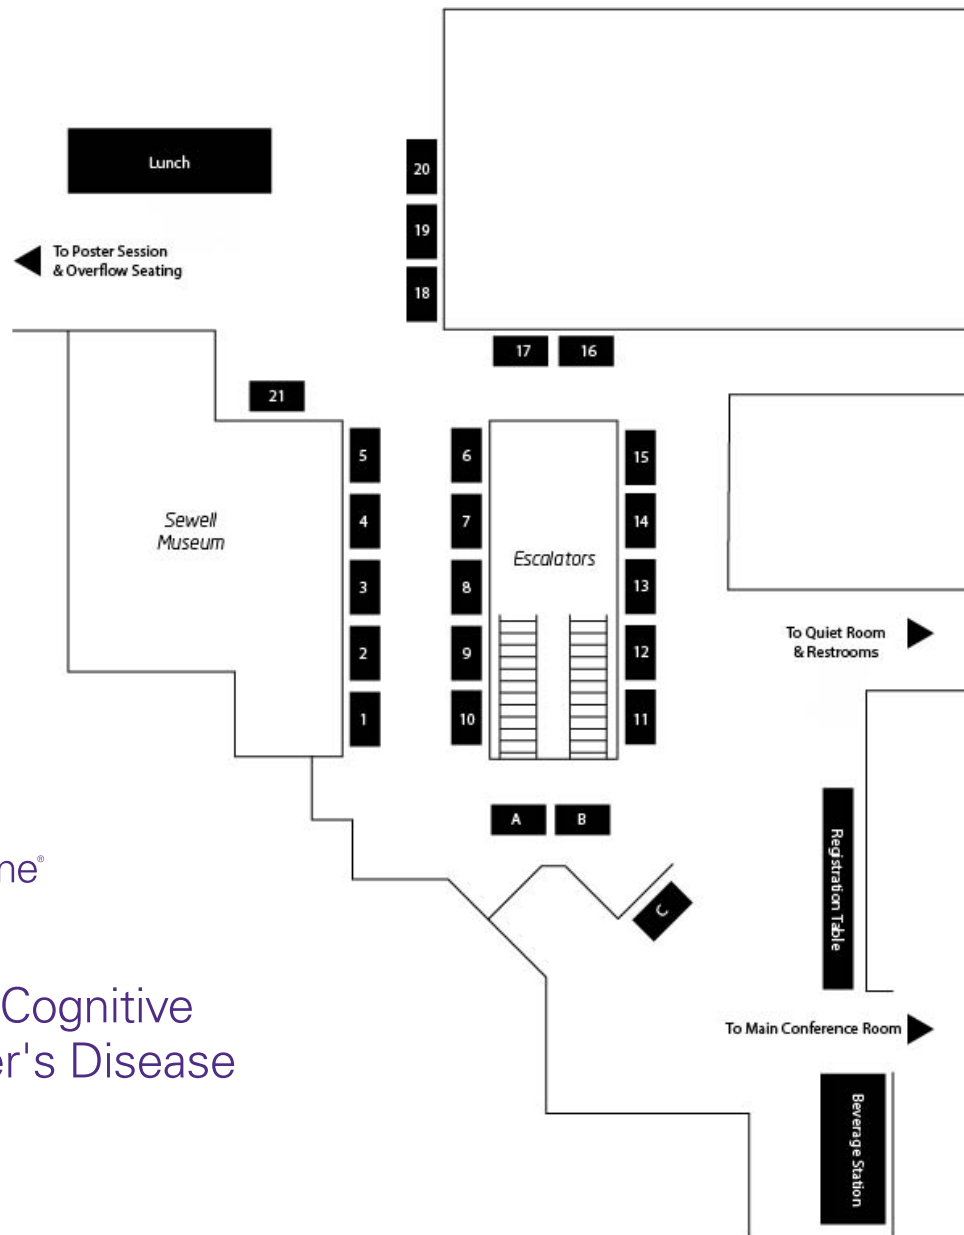 Lunch
20
19
18
To Poster Session
& Overflow Seating
17
16
21
5
6
15
4
7
14
Sewell
Museum
Escalators
3
8
13
2
9
12
To Quiet Room
& Restrooms
1
10
11
A
B
Registration Table
ne®
C
Cognitive
er's Disease
To Main Conference Room
Beverage Station